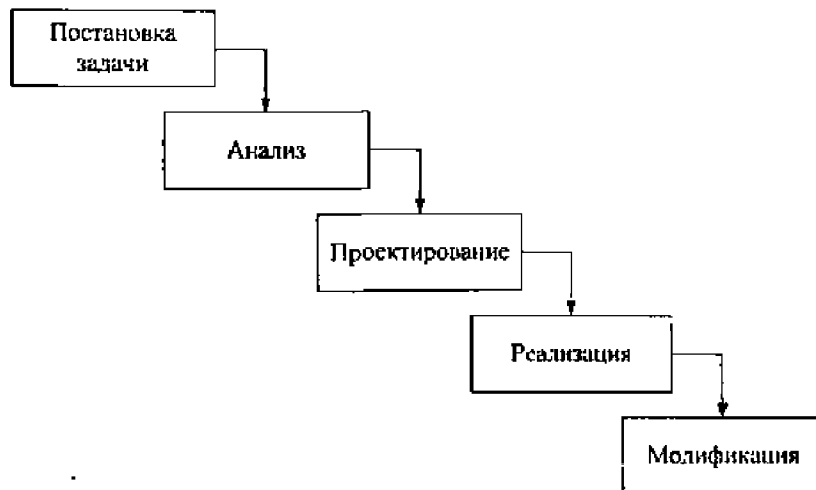 Постановка
задачи
Анализ
Проектирование
Реализация
Модификация